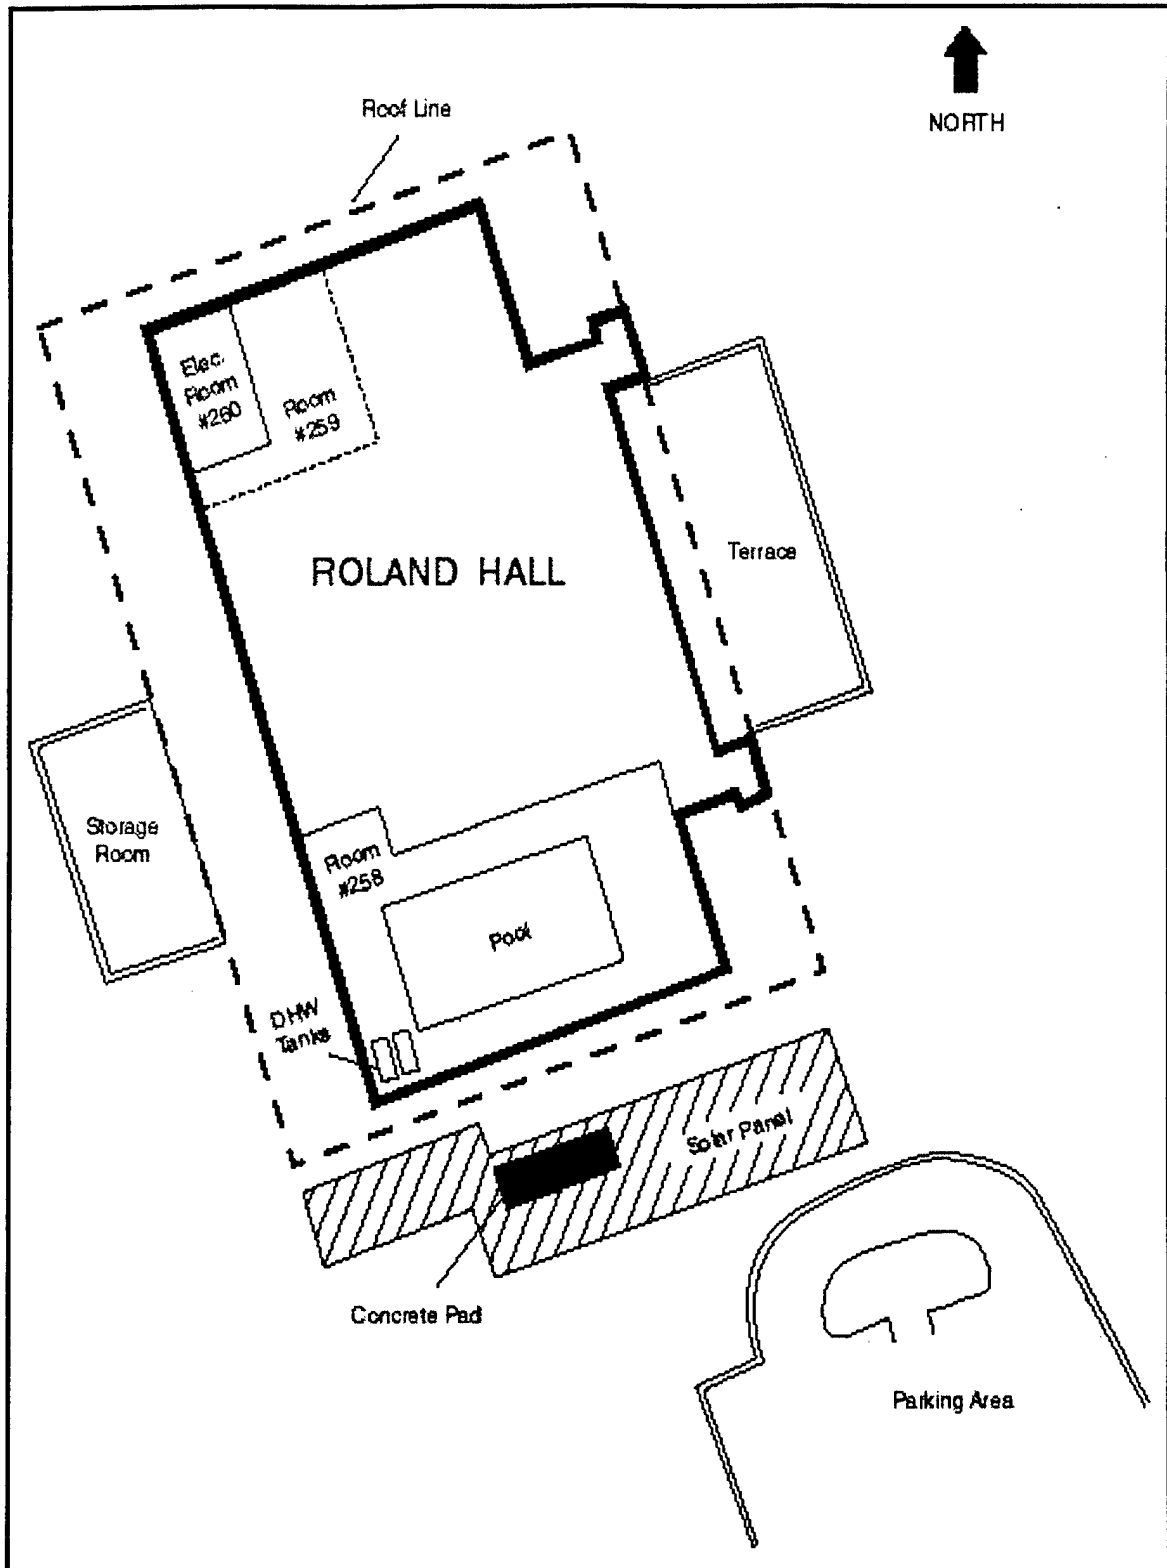 Roof Line
NORTH
Elec.
Room
#260
Room
#259
ROLAND HALL
Terrace
Storage
Room
Room
#258
Pool
DHW
Tanks
Solar Panel
Concrete Pad
Parking Area